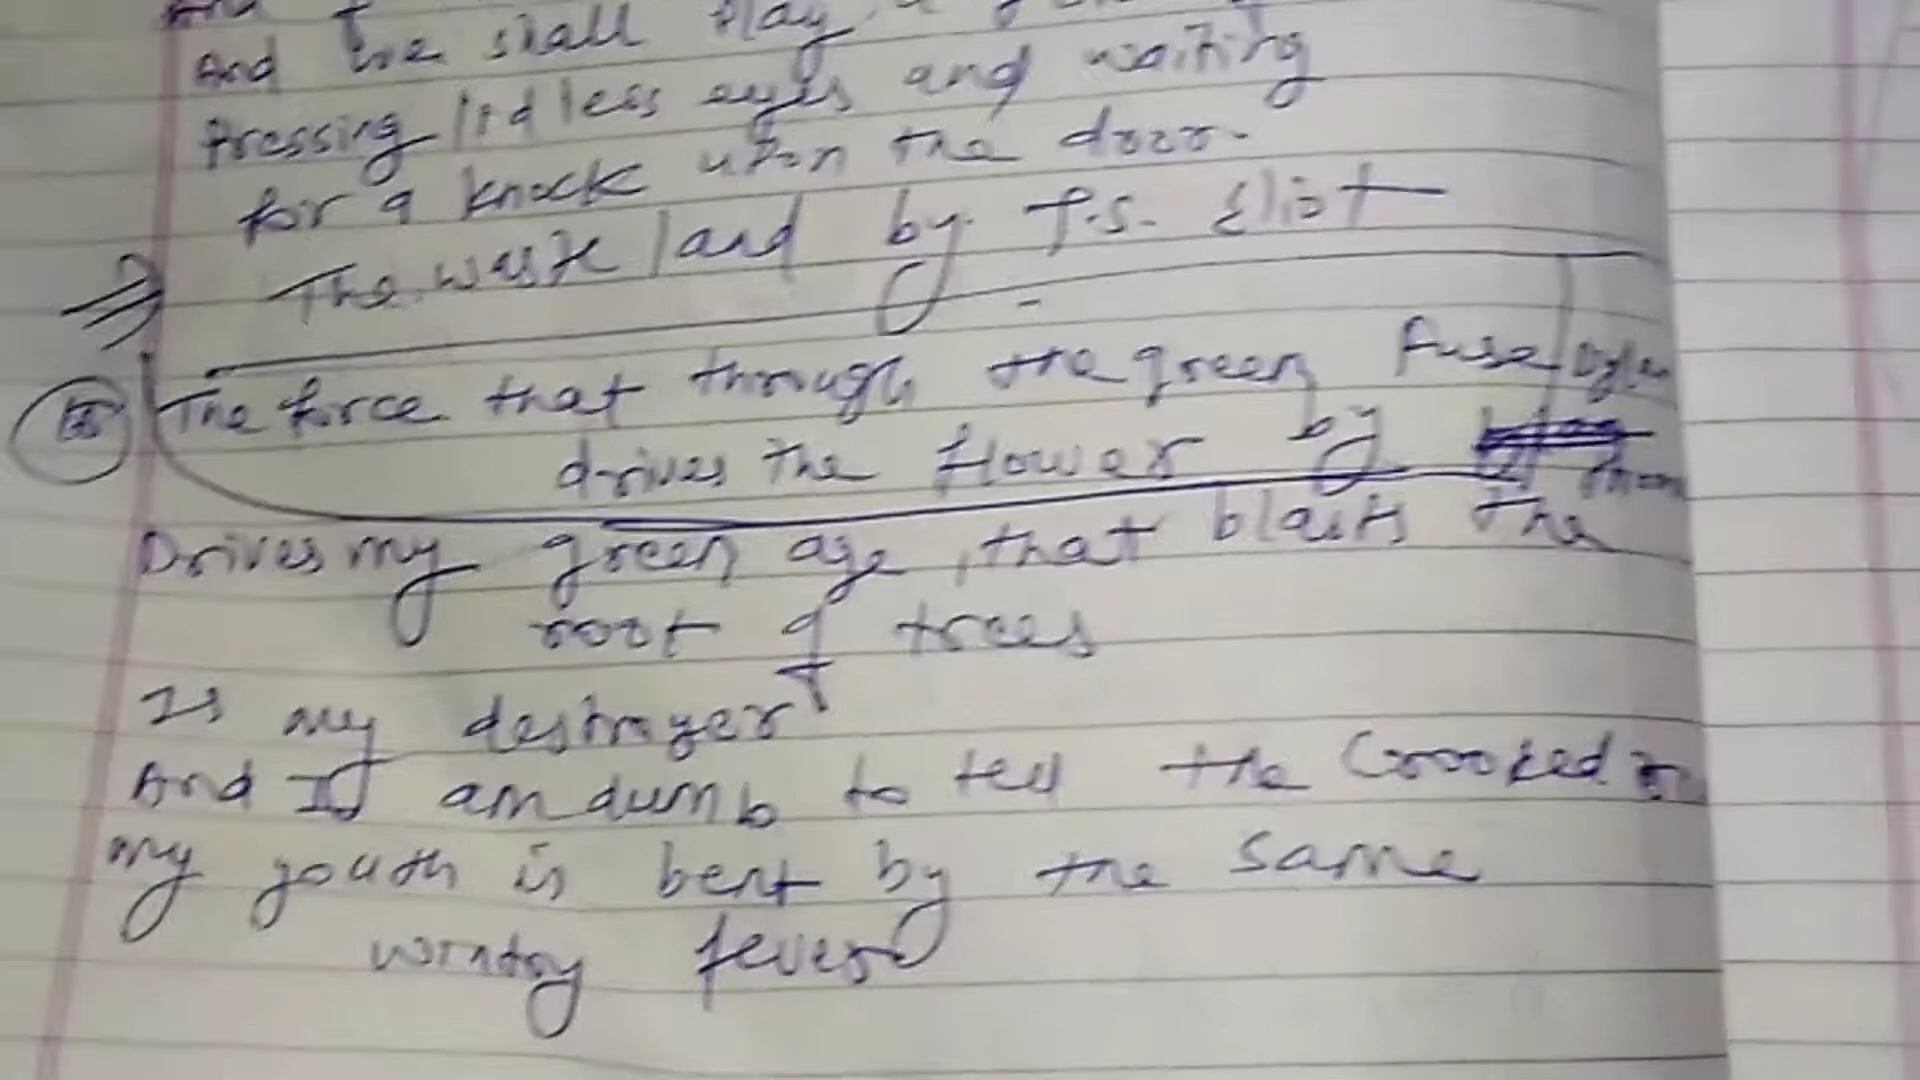 And we shall play a
Pressing lidless eyes and waiting
for a knock upon the door.
The waste land by T.S. Eliot
The force that through the green fuse
drives the flower by Dylan Thom
Drives my green age, that blasts the
root of trees
Is my destroyer
And I am dumb to tell the Crooked
my youth is bent by the same
wintry fever